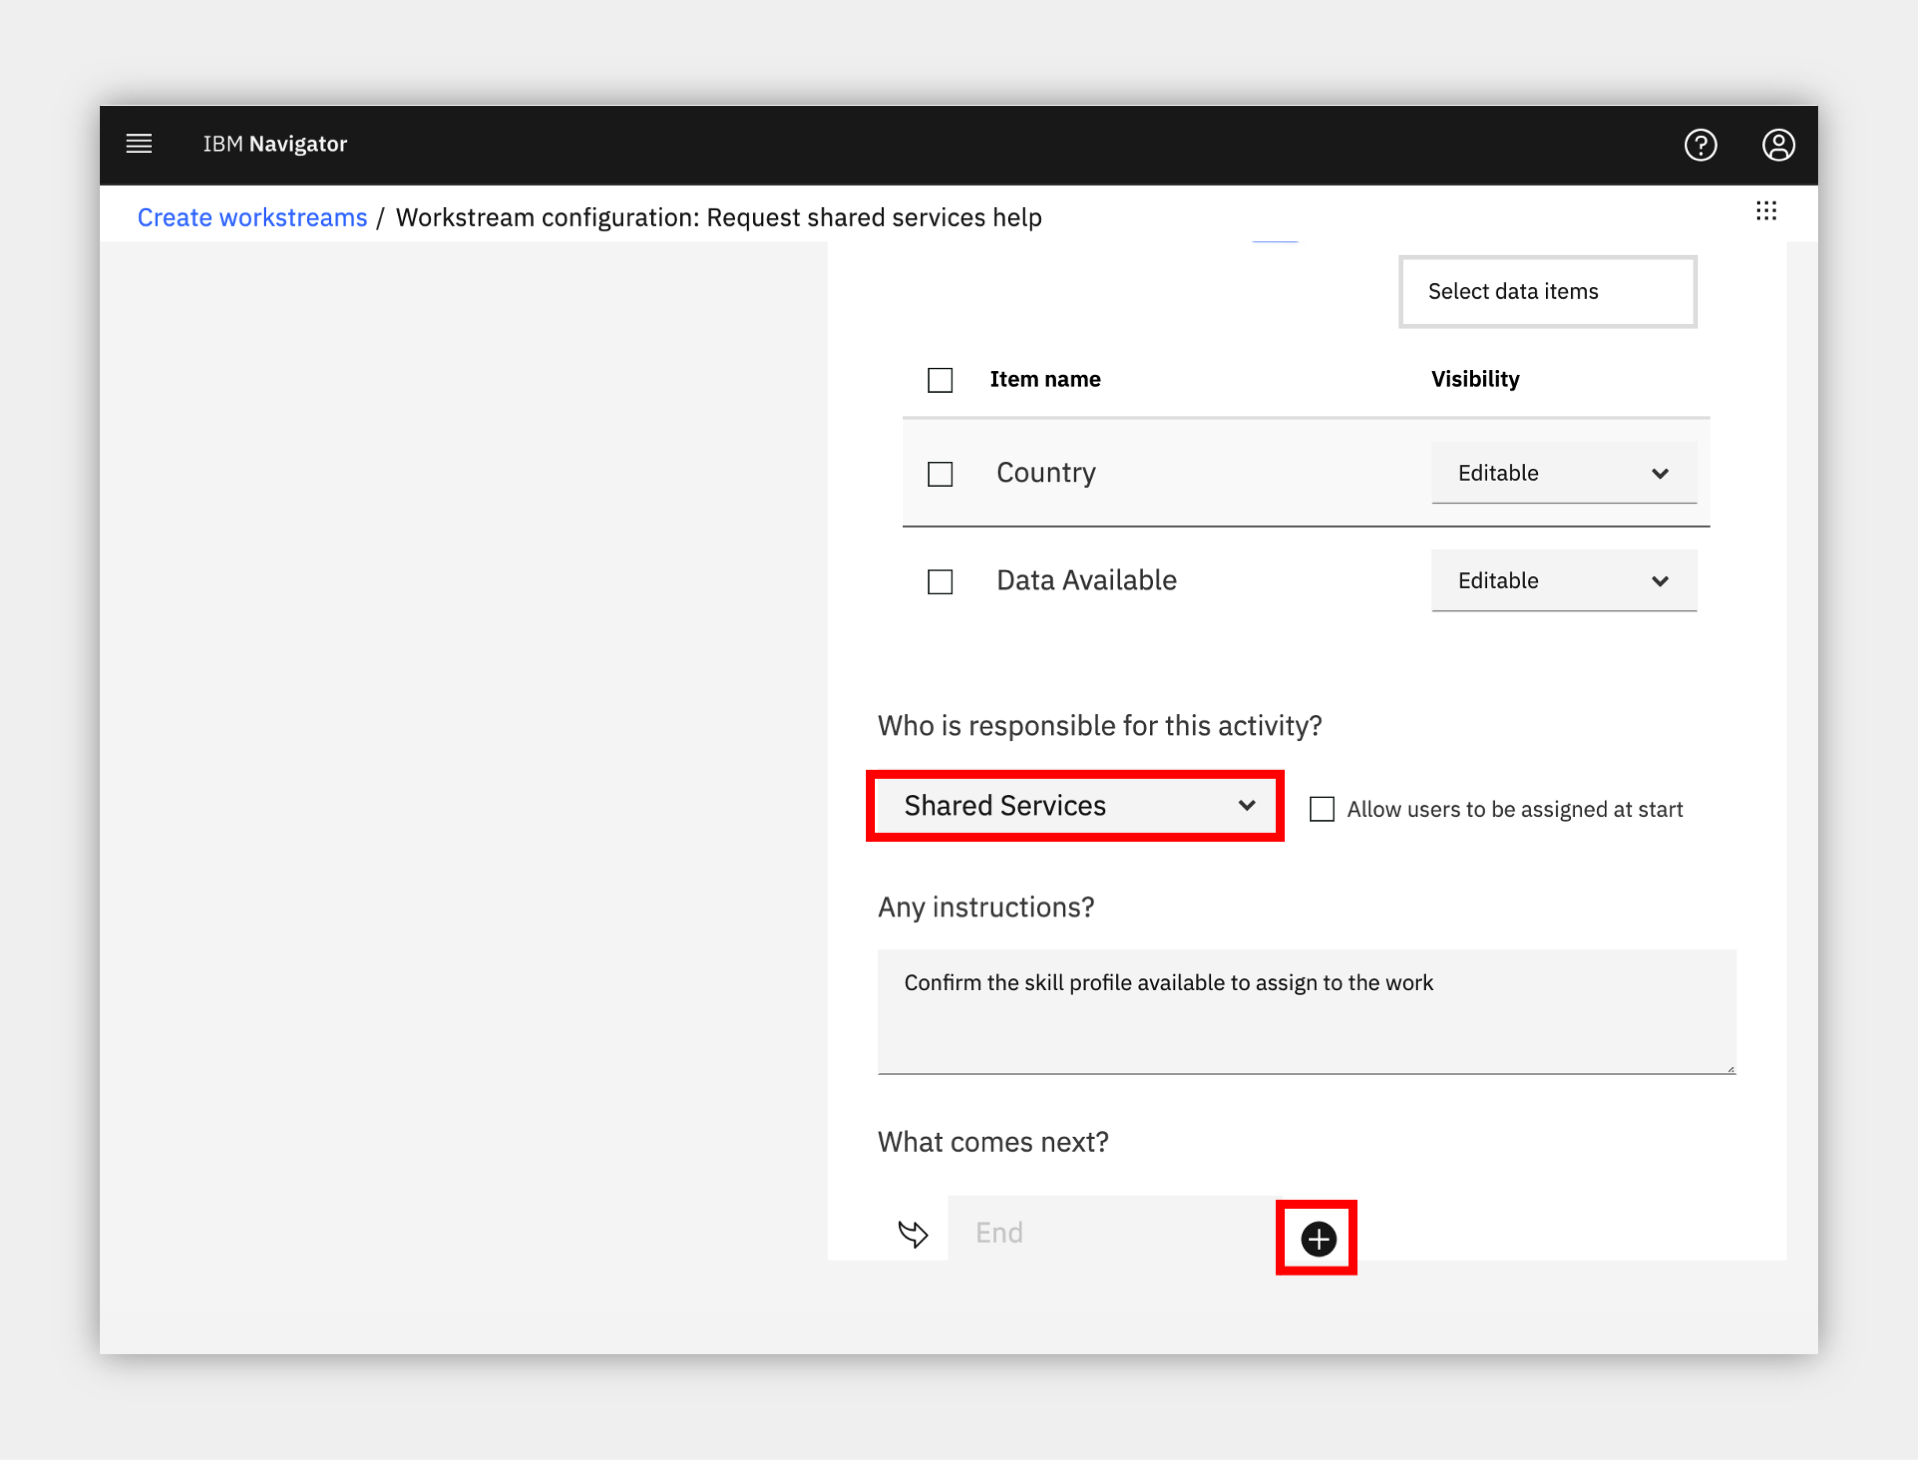 IBM Navigator
Create workstreams / Workstream configuration: Request shared services help
Select data items
Item name Visibility
Country Editable
Data Available Editable
Who is responsible for this activity?
Shared Services Allow users to be assigned at start
Any instructions?
Confirm the skill profile available to assign to the work
What comes next?
End